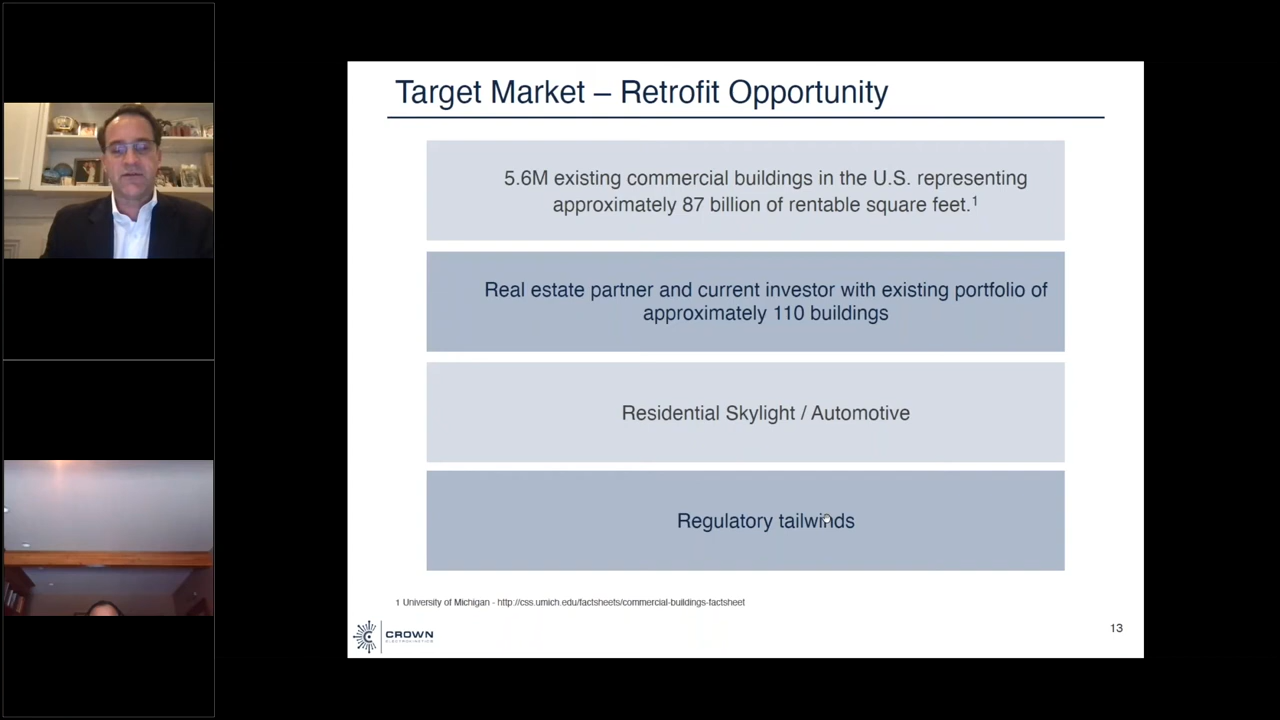 Target Market – Retrofit Opportunity
5.6M existing commercial buildings in the U.S. representing
approximately 87 billion of rentable square feet.1
Real estate partner and current investor with existing portfolio of
approximately 110 buildings
Residential Skylight / Automotive
Regulatory tailwinds
1 University of Michigan - http://css.umich.edu/factsheets/commercial-buildings-factsheet
CROWN
13